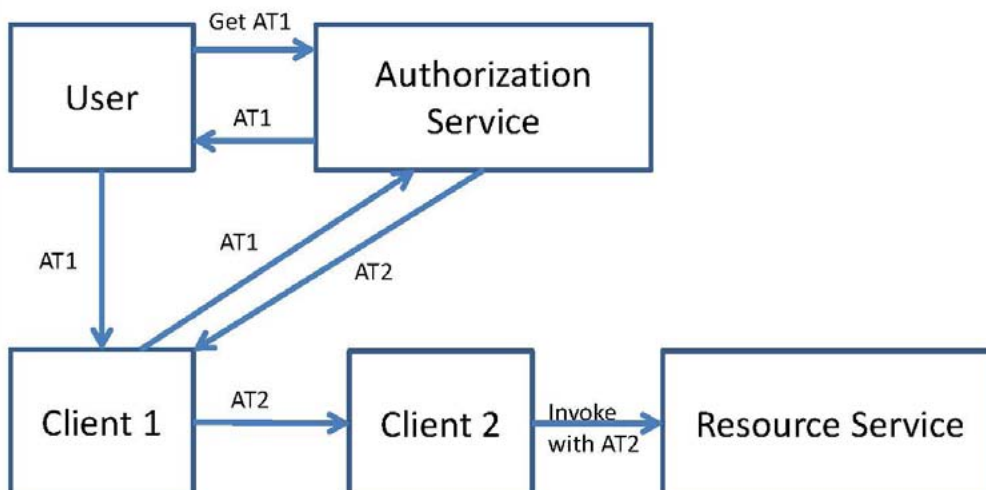 Get AT1
User
Authorization
Service
AT1
AT1
AT1
AT2
Client 1
AT2
Client 2
Invoke
with AT2
Resource Service